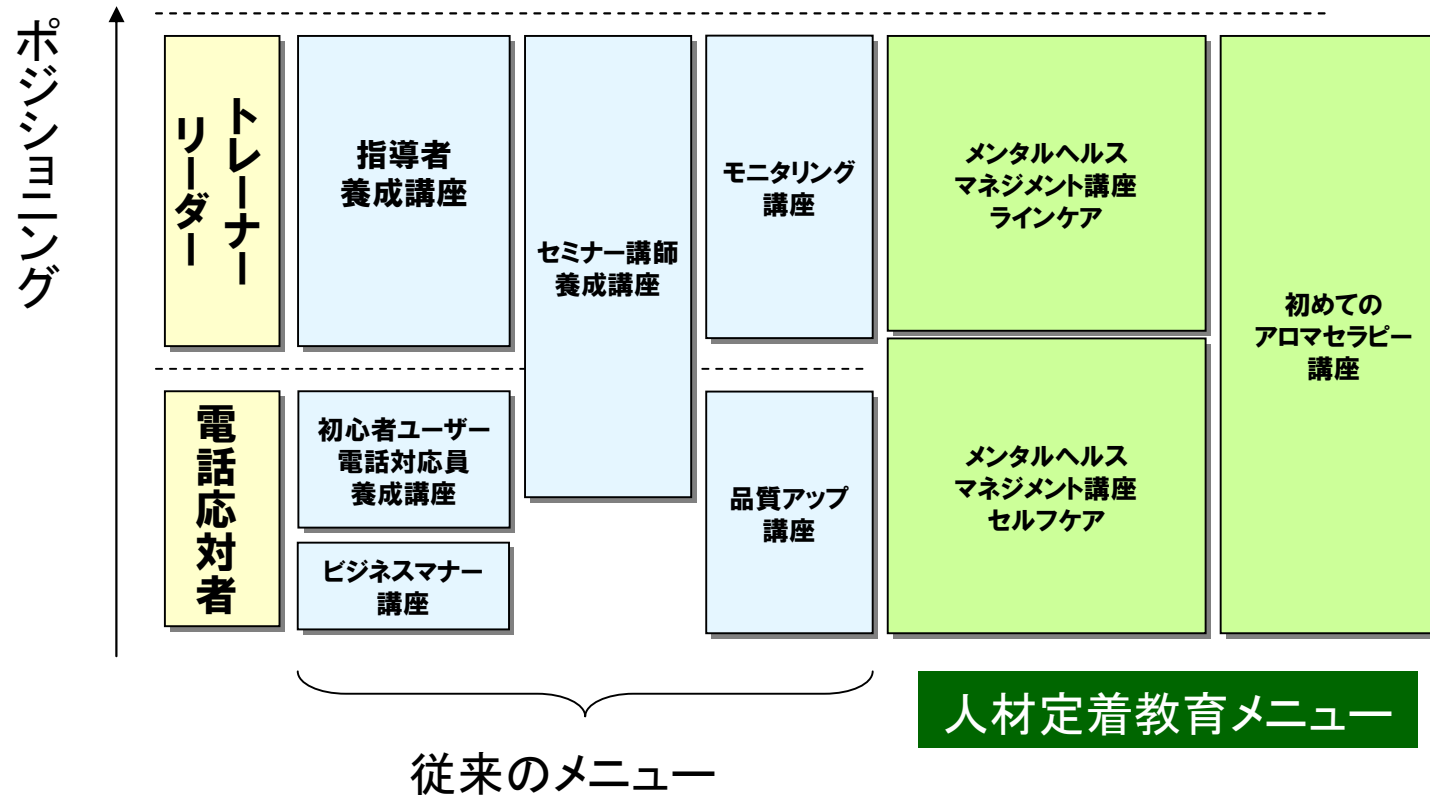 ポジショニング
トレーナー
リーダー
指導者
養成講座
セミナー講師
養成講座
モニタリング
講座
メンタルヘルス
マネジメント講座
ラインケア
初めての
アロマセラピー
講座
電話応対者
初心者ユーザー
電話対応員
養成講座
ビジネスマナー
講座
品質アップ
講座
メンタルヘルス
マネジメント講座
セルフケア
従来のメニュー
人材定着教育メニュー